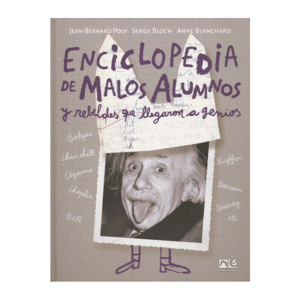 JEAN-BERNARD POUY SERGE BLOCH ANNE BLANCHARD
ENCICLOPEDIA
DE MALOS ALUMNOS
y rebeldes que llegaron a genios
Balzac
Churchill
Cézanne
Chaplin
Bell
Buffon
Darwin
Disney
etc